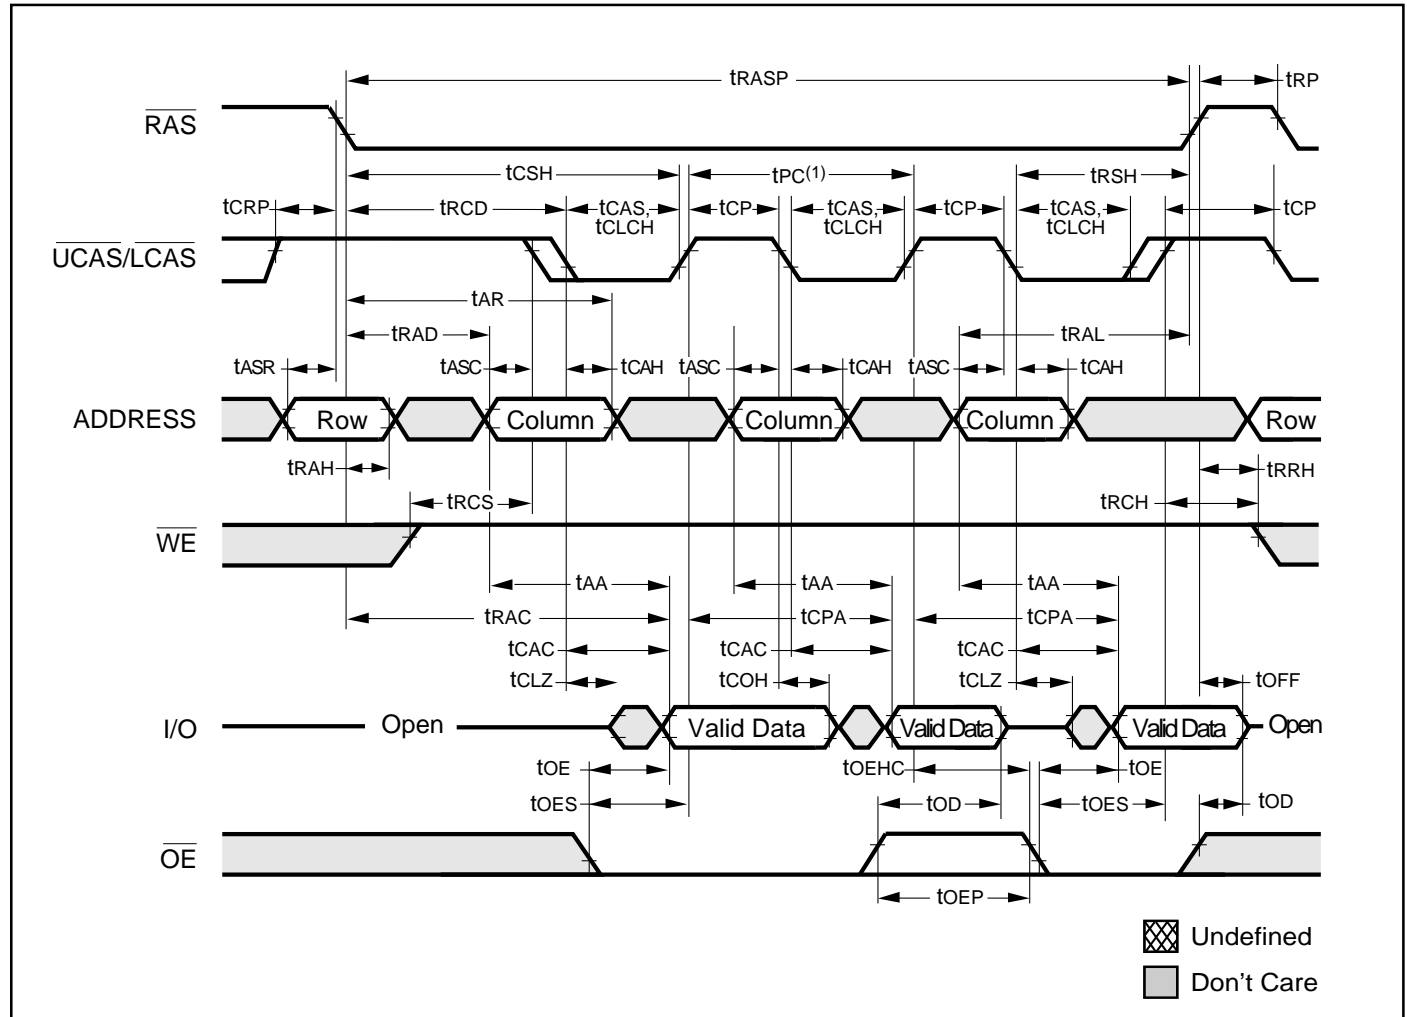 tRASP tRP
RAS
tCSH tPC(1) tRSH
tCRP tRCD tCAS, tCLCH tCP tCAS, tCLCH tCP tCAS, tCLCH tCP
UCAS/LCAS
tAR
tRAD tRAL
tASR tASC tCAH tASC tCAH tASC tCAH
ADDRESS Row Column Column Column Row
tRAH tRRH
tRCS tRCH
WE
tAA tAA tAA
tRAC tCPA tCPA
tCAC tCAC tCAC
tCLZ tCOH tCLZ tOFF
I/O Open Valid Data Valid Data Valid Data Open
tOE tOEHC tOE
tOES tOD tOES tOD
OE
tOEP
Undefined
Don't Care